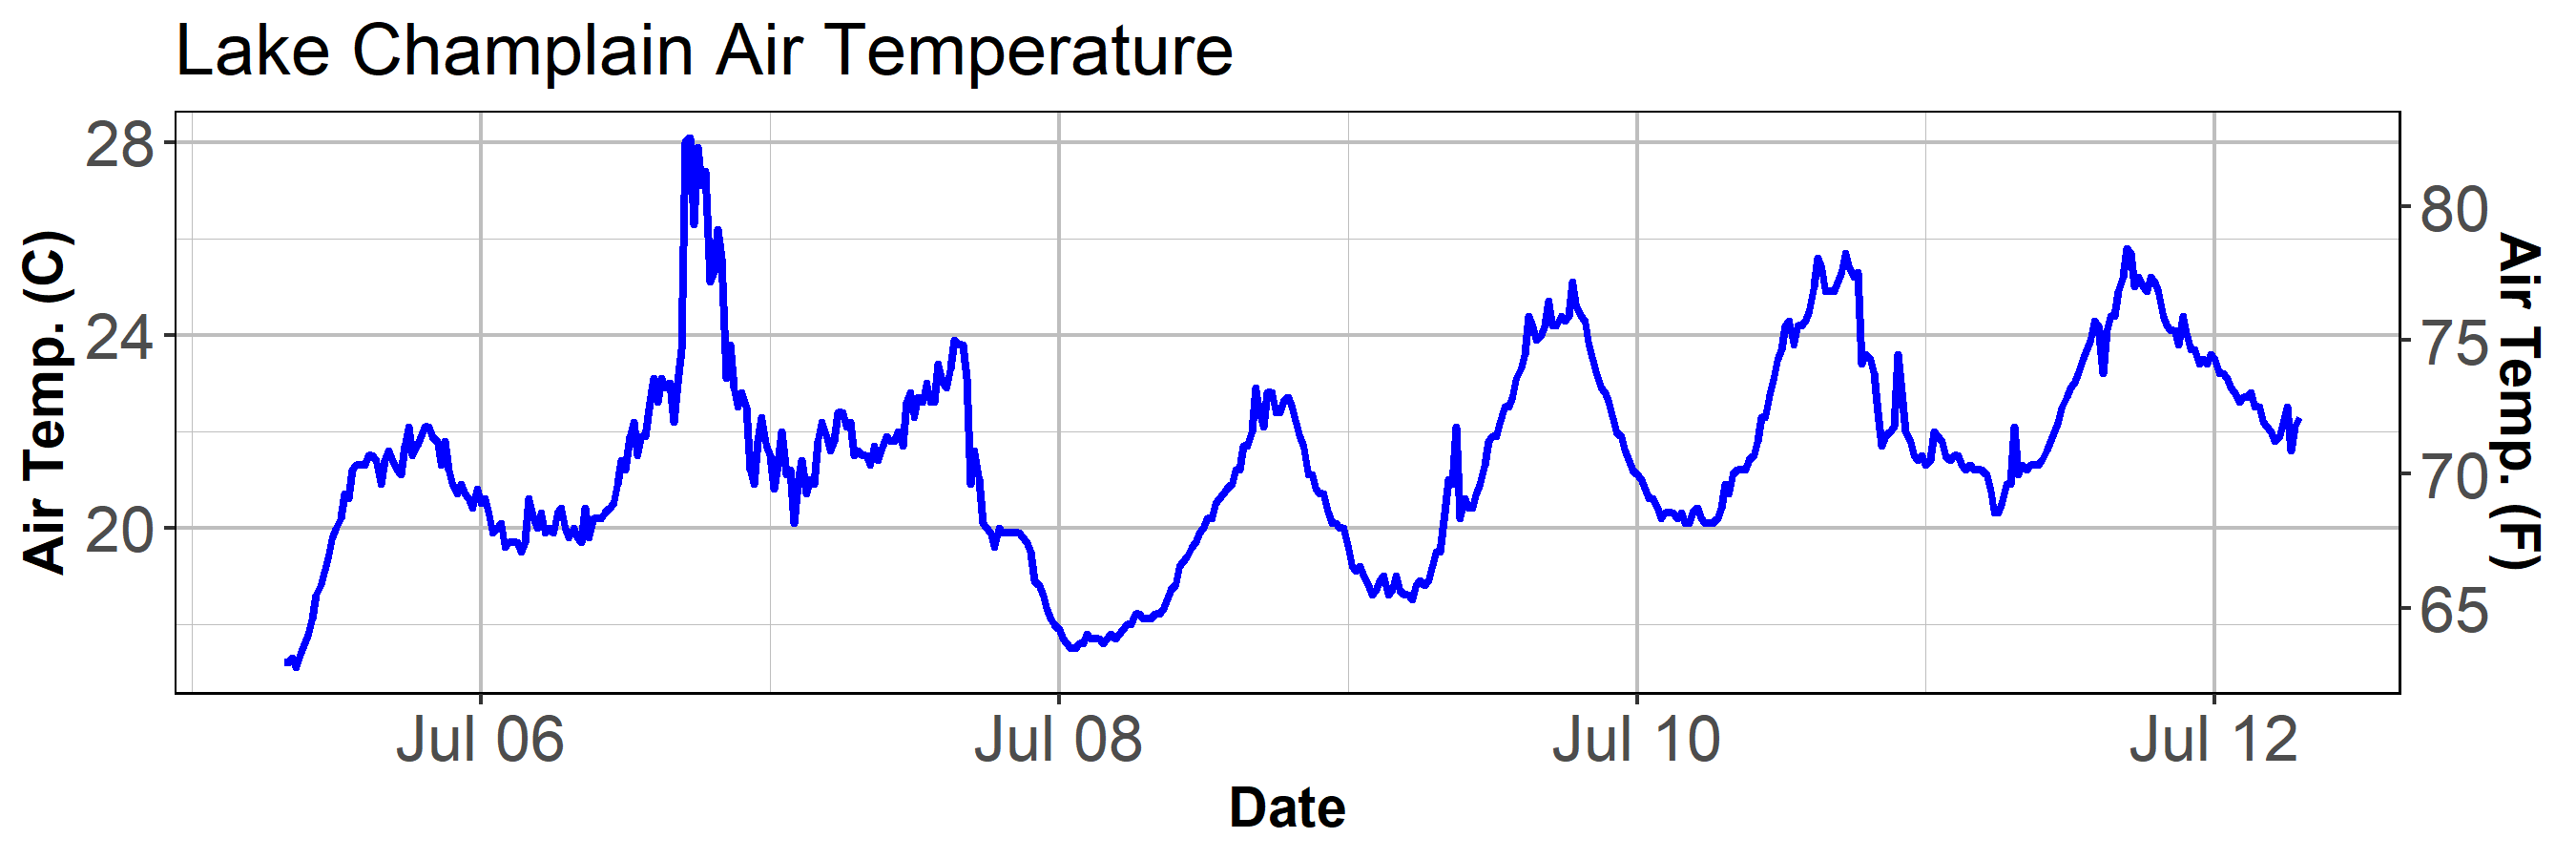 Lake Champlain Air Temperature
28
24
20
Air Temp. (C)
80
75
70
65
Air Temp. (F)
Jul 06
Jul 08
Jul 10
Jul 12
Date